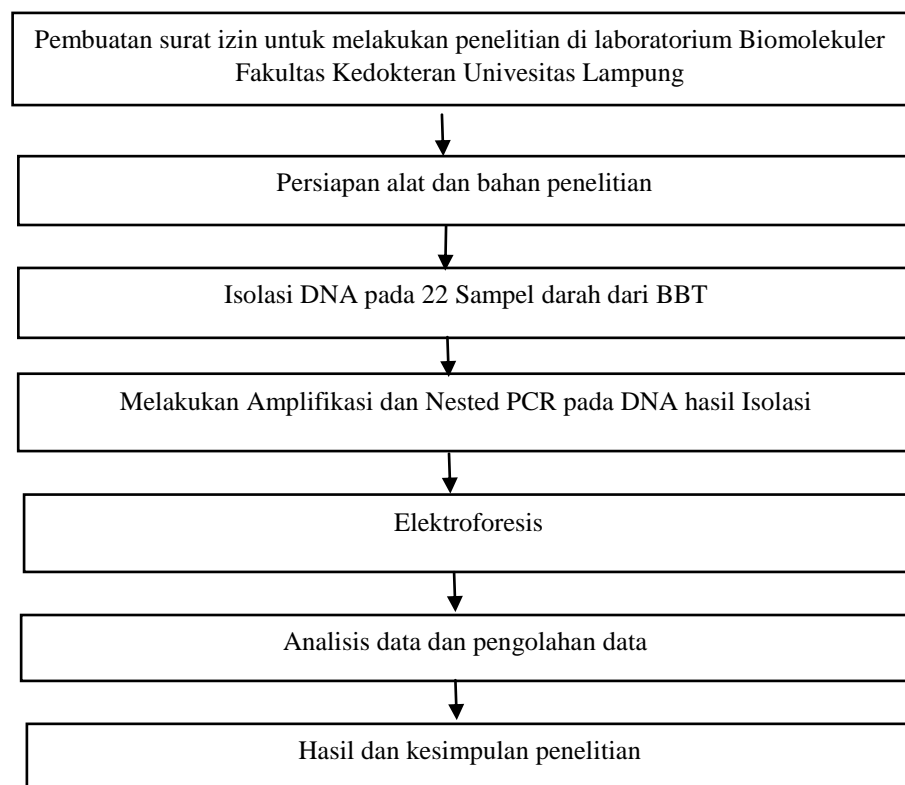 Pembuatan surat izin untuk melakukan penelitian di laboratorium Biomolekuler
Fakultas Kedokteran Univesitas Lampung
Persiapan alat dan bahan penelitian
Isolasi DNA pada 22 Sampel darah dari BBT
Melakukan Amplifikasi dan Nested PCR pada DNA hasil Isolasi
Elektroforesis
Analisis data dan pengolahan data
Hasil dan kesimpulan penelitian